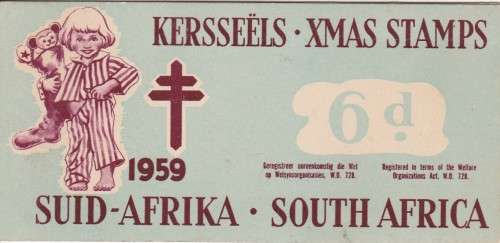 KERSSEËLS · XMAS STAMPS
6d.
1959
Geregistreer ooreenkomstig die Wet
op Welsynsorganisasies, W.D. 728.
Registered in terms of the Welfare
Organizations Act, W.D. 728.
SUID-AFRIKA · SOUTH AFRICA